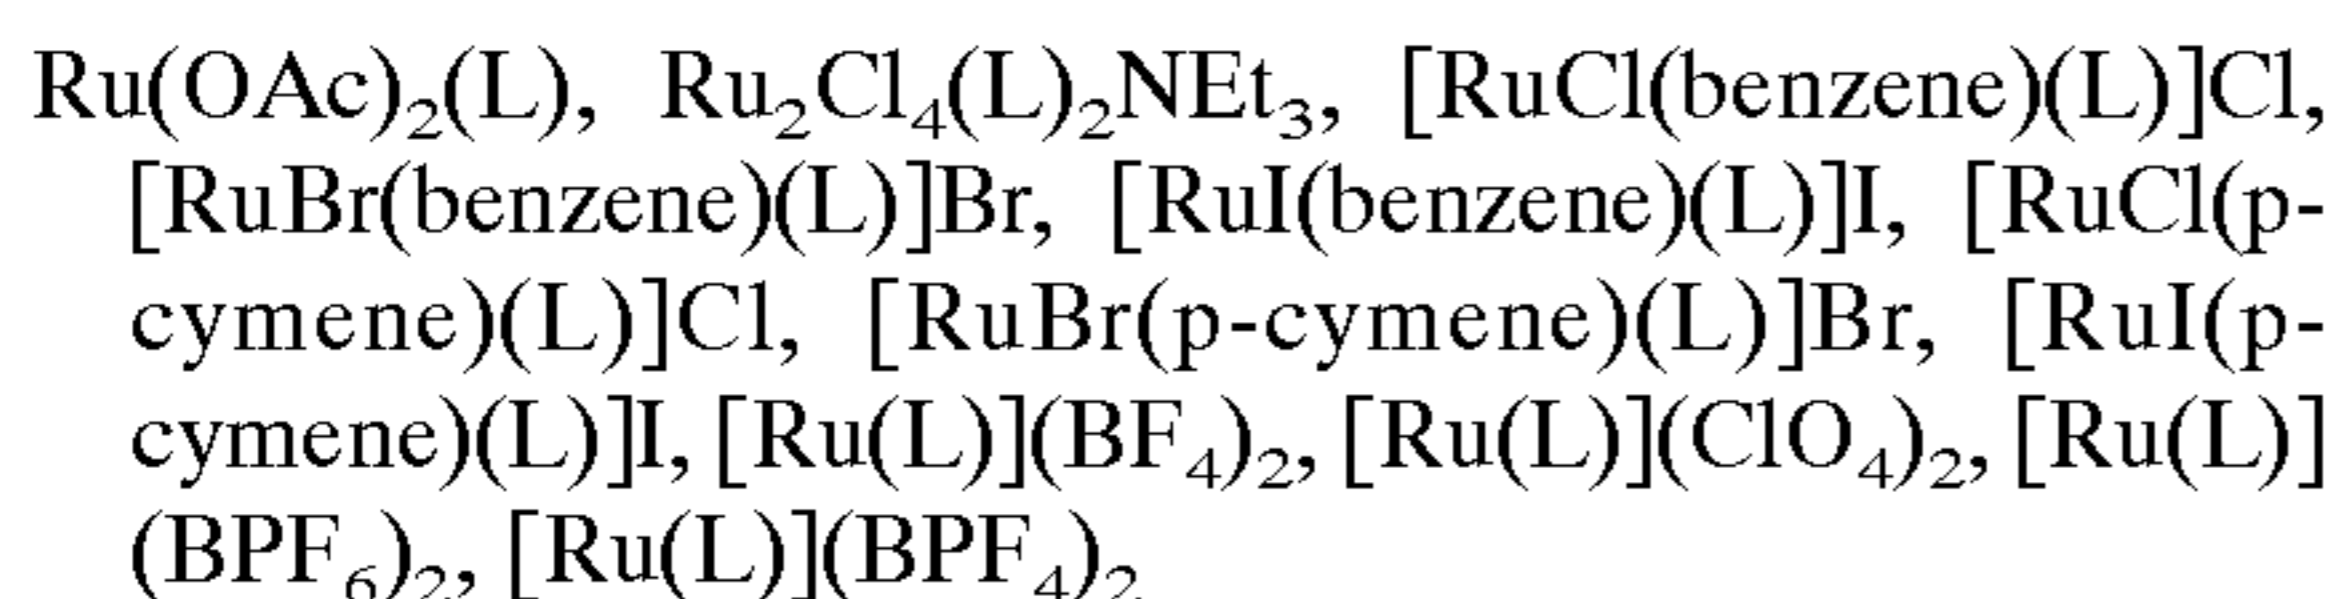 Ru(OAc)₂(L), Ru₂Cl₄(L)₂NEt₃, [RuCl(benzene)(L)]Cl,
[RuBr(benzene)(L)]Br, [RuI(benzene)(L)]I, [RuCl(p-
cymene)(L)]Cl, [RuBr(p-cymene)(L)]Br, [RuI(p-
cymene)(L)]I, [Ru(L)](BF₄)₂, [Ru(L)](ClO₄)₂, [Ru(L)]
(BPF₆)₂, [Ru(L)](BPF₄)₂